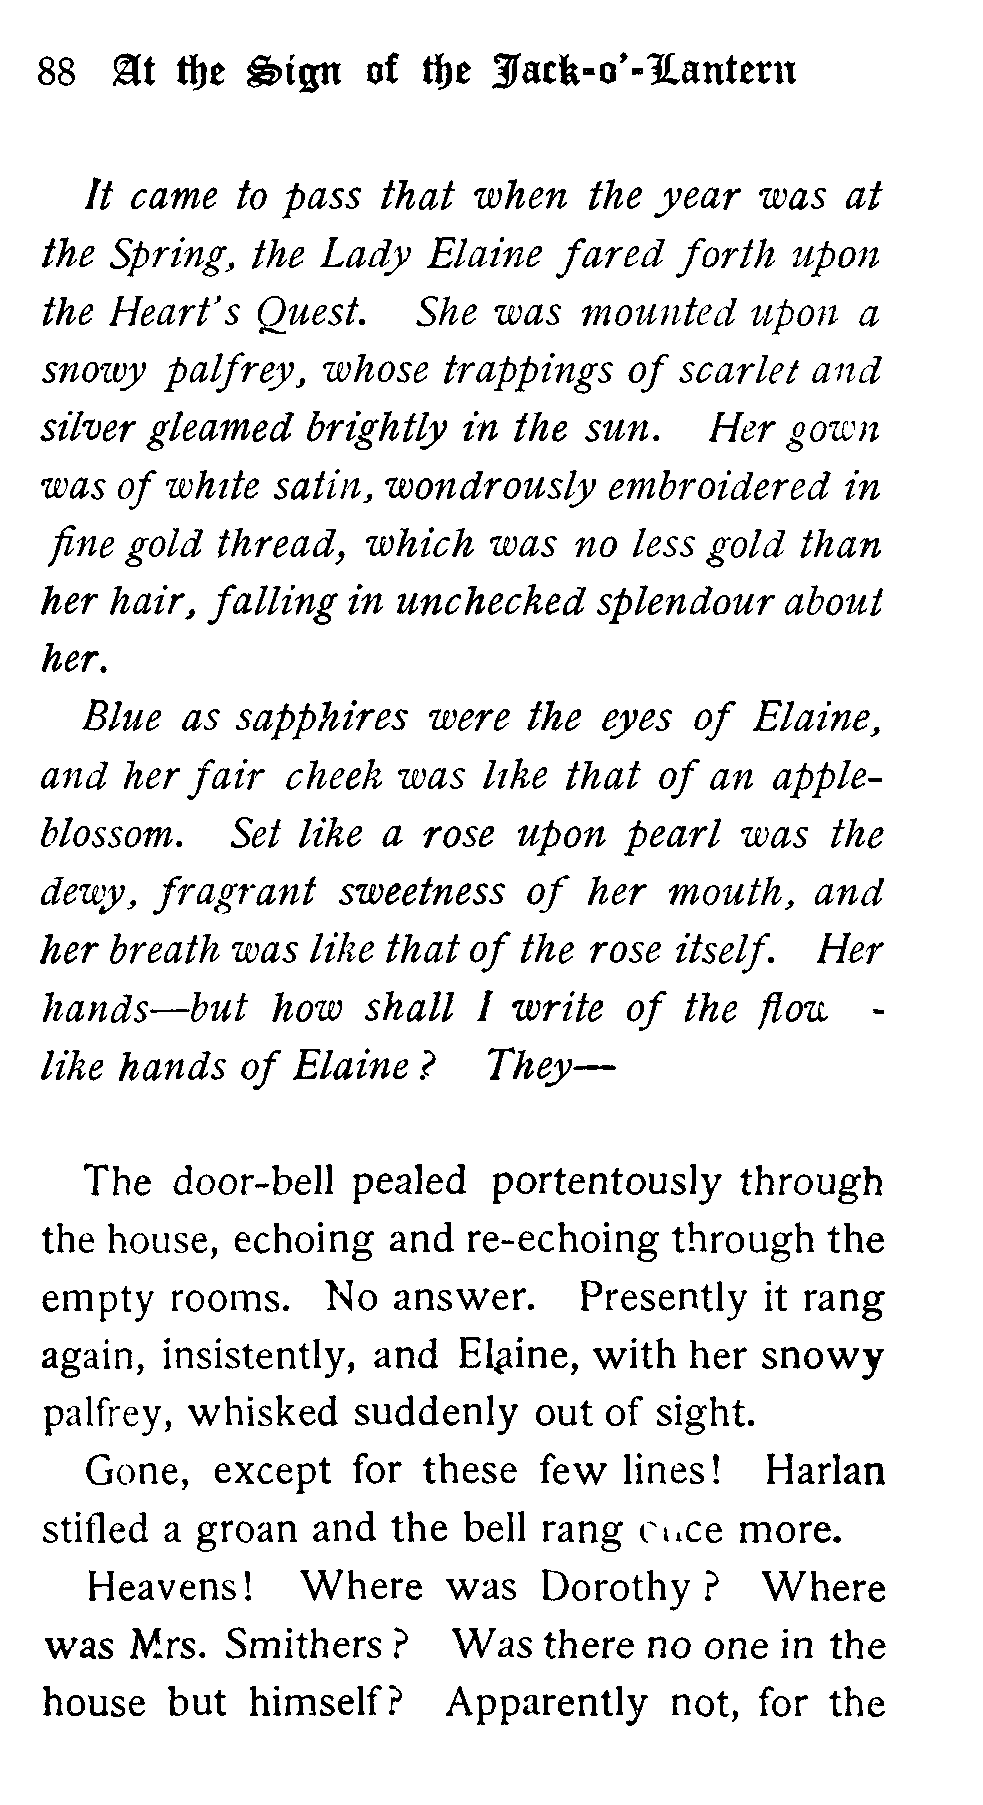 88 At the Sign of the Jack-o'-Lantern
It came to pass that when the year was at
the Spring, the Lady Elaine fared forth upon
the Heart's Quest. She was mounted upon a
snowy palfrey, whose trappings of scarlet and
silver gleamed brightly in the sun. Her gown
was of white satin, wondrously embroidered in
fine gold thread, which was no less gold than
her hair, falling in unchecked splendour about
her.
Blue as sapphires were the eyes of Elaine,
and her fair cheek was like that of an apple-
blossom. Set like a rose upon pearl was the
dewy, fragrant sweetness of her mouth, and
her breath was like that of the rose itself. Her
hands—but how shall I write of the
like hands of Elaine? They—
The door-bell pealed portentously through
the house, echoing and re-echoing through the
empty rooms. No answer. Presently it rang
again, insistently, and Elaine, with her snowy
palfrey, whisked suddenly out of sight.
Gone, except for these few lines! Harlan
stifled a groan and the bell rang once more.
Heavens! Where was Dorothy? Where
was Mrs. Smithers? Was there no one in the
house but himself? Apparently not, for the